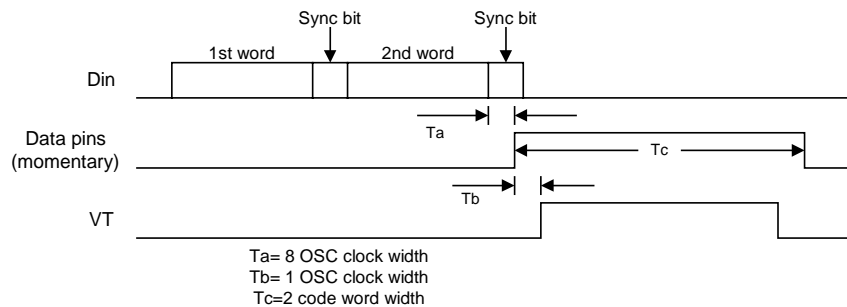 Sync bit
Sync bit
1st word
2nd word
Din
Ta
Data pins
(momentary)
Tc
Tb
VT
Ta= 8 OSC clock width
Tb= 1 OSC clock width
Tc=2 code word width